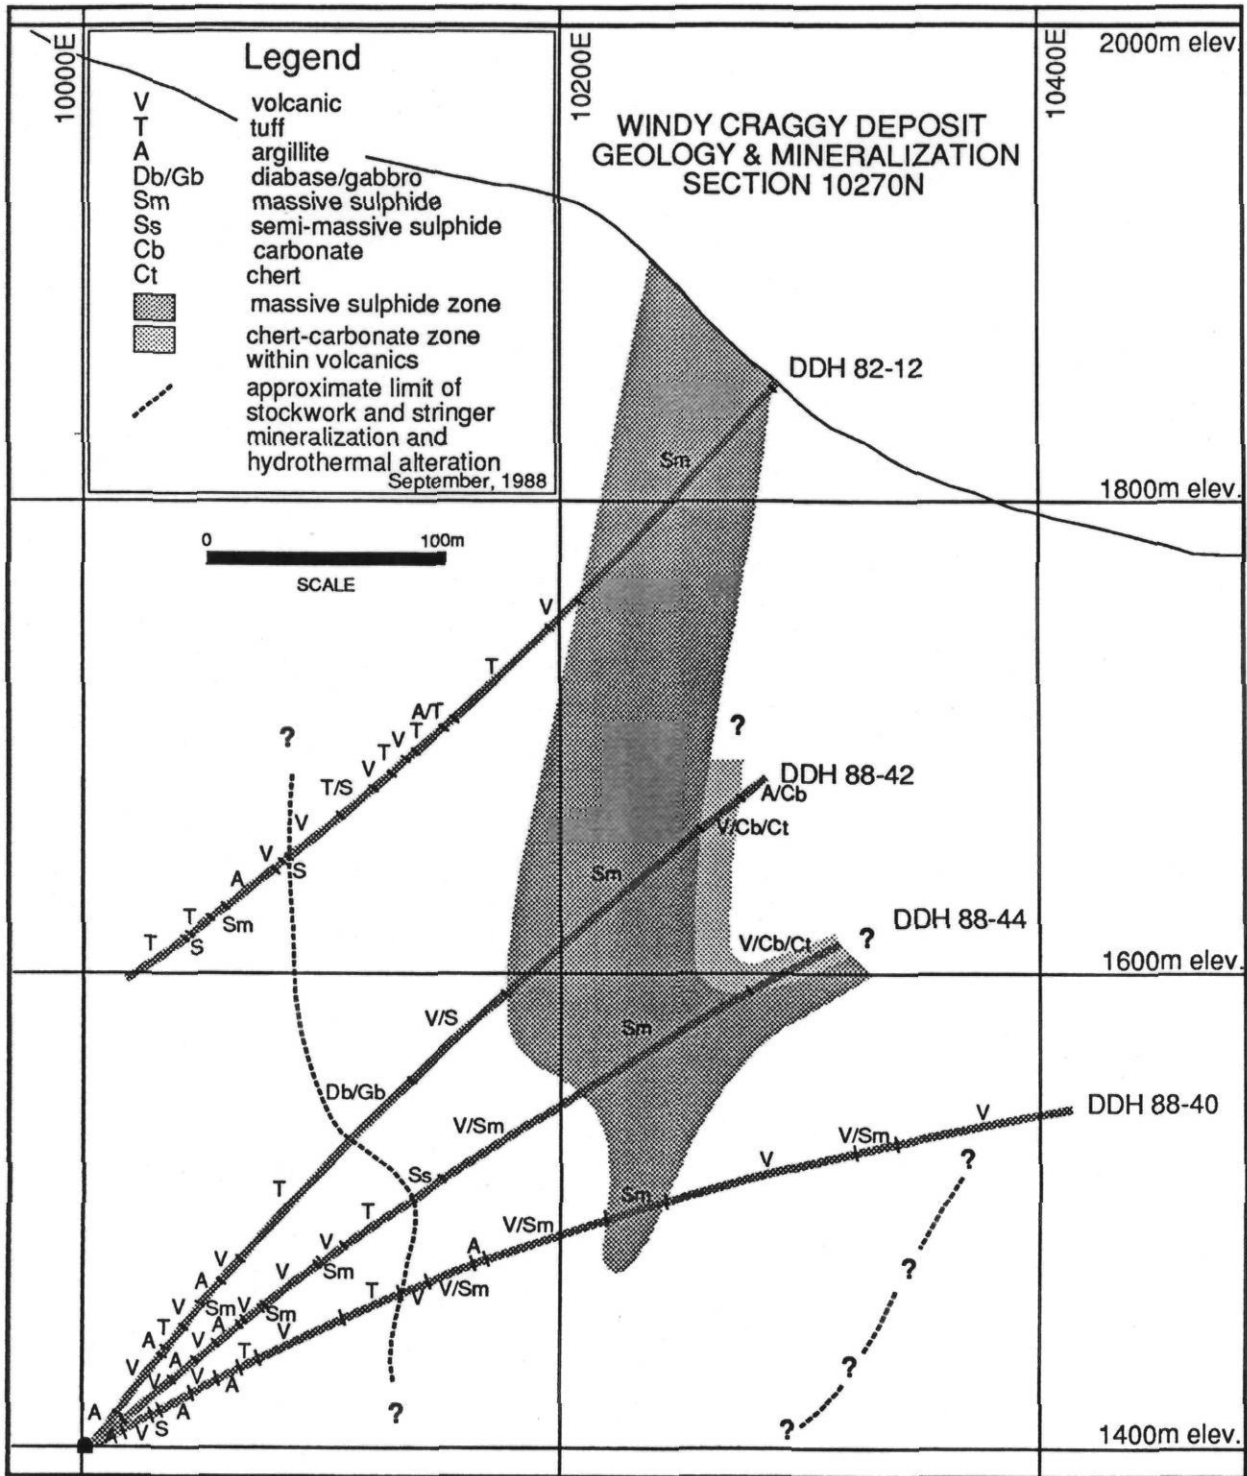 10000E
10200E
10400E
2000m elev.
Legend
V volcanic
T tuff
A argillite
Db/Gb diabase/gabbro
Sm massive sulphide
Ss semi-massive sulphide
Cb carbonate
Ct chert
massive sulphide zone
chert-carbonate zone
within volcanics
approximate limit of
stockwork and stringer
mineralization and
hydrothermal alteration
September, 1988
WINDY CRAGGY DEPOSIT
GEOLOGY & MINERALIZATION
SECTION 10270N
DDH 82-12
Sm
1800m elev.
0 100m
SCALE
V
T
A/T
T
V
T
V
T/S
V
V
S
A
Sm
T
S
T
?
?
DDH 88-42
A/Cb
V/Cb/Ct
Sm
V/S
Db/Gb
T
V
A
V
T
A
V
A
DDH 88-44
?
V/Cb/Ct
1600m elev.
Sm
V/Sm
Ss
T
V
Sm
V
Sm
V
Sm
A
V
A
V
DDH 88-40
V
V/Sm
V
Sm
V/Sm
A
V/Sm
V
T
V
T
A
V
A
S
V
?
?
?
?
?
1400m elev.